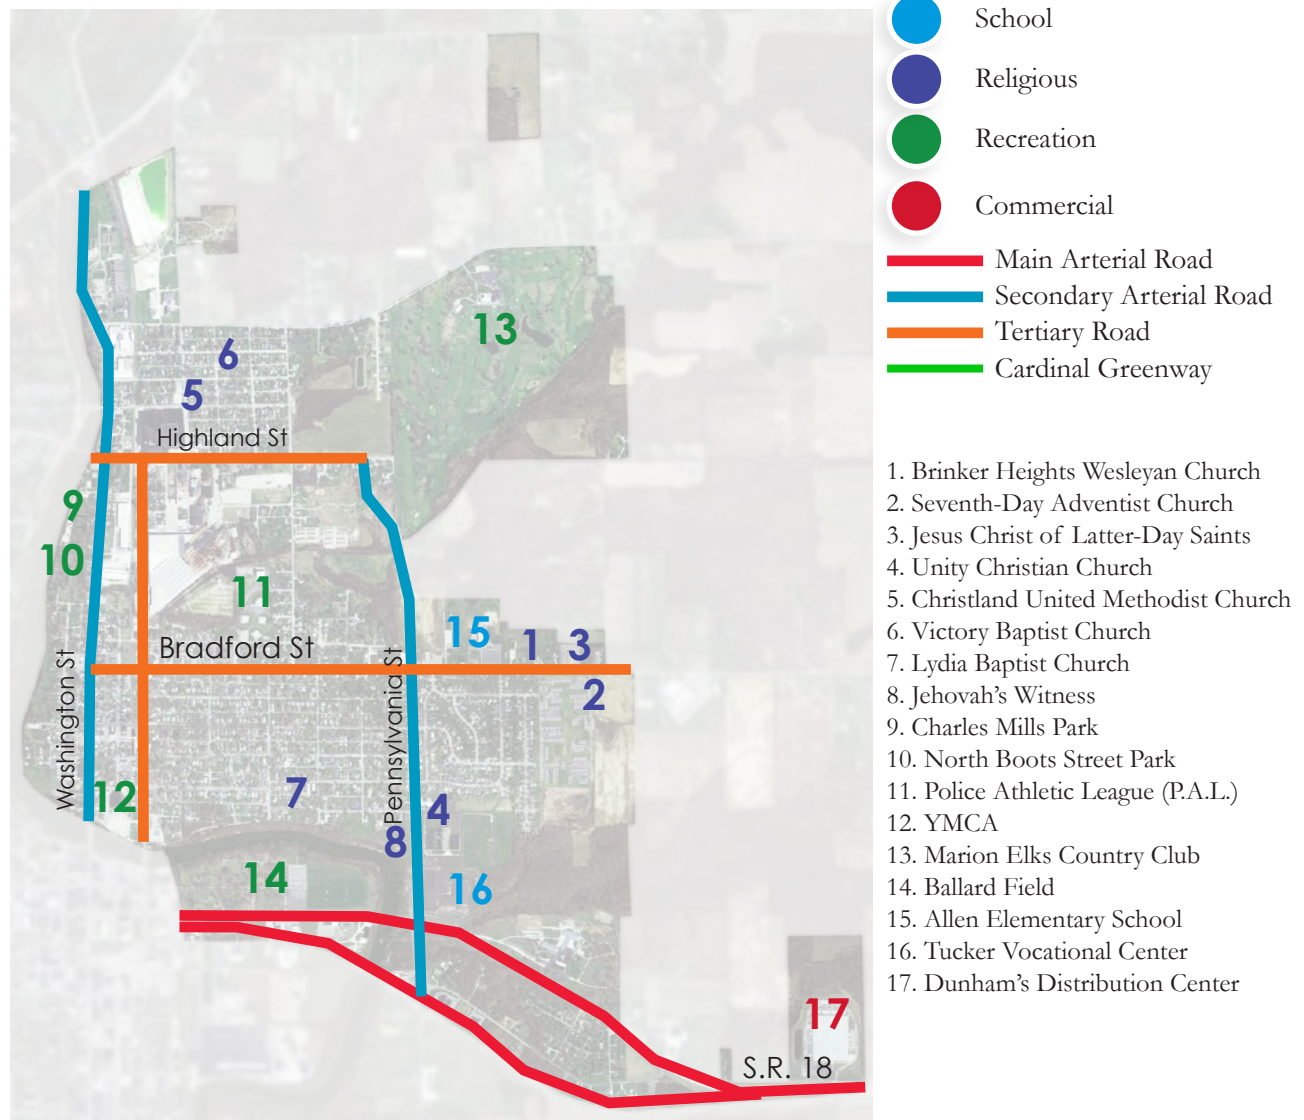 School
Religious
Recreation
Commercial
Main Arterial Road
Secondary Arterial Road
Tertiary Road
Cardinal Greenway
13
6
5
Highland St
9
10
11
15
1
3
Bradford St
2
Washington St
Pennsylvania St
12
7
4
8
14
16
17
S.R. 18
1. Brinker Heights Wesleyan Church
2. Seventh-Day Adventist Church
3. Jesus Christ of Latter-Day Saints
4. Unity Christian Church
5. Christland United Methodist Church
6. Victory Baptist Church
7. Lydia Baptist Church
8. Jehovah's Witness
9. Charles Mills Park
10. North Boots Street Park
11. Police Athletic League (P.A.L.)
12. YMCA
13. Marion Elks Country Club
14. Ballard Field
15. Allen Elementary School
16. Tucker Vocational Center
17. Dunham's Distribution Center